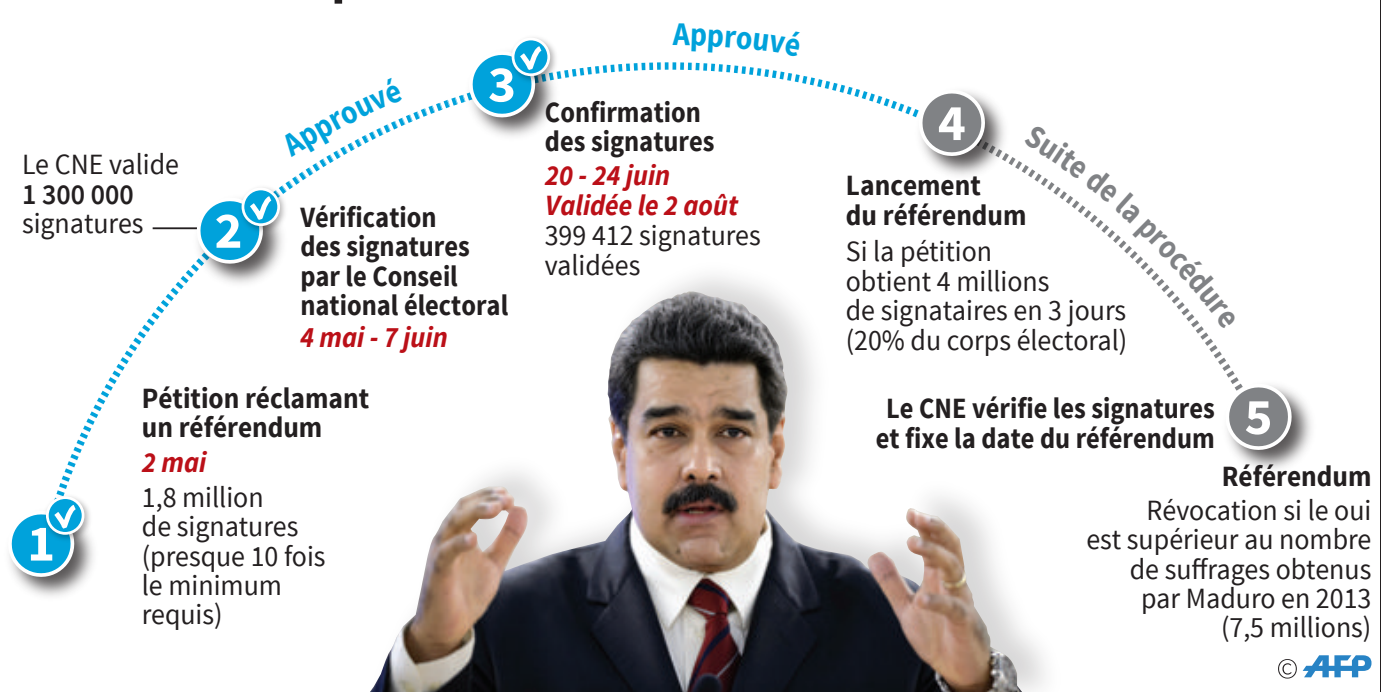 1
Pétition réclamant
un référendum
2 mai
1,8 million
de signatures
(presque 10 fois
le minimum
requis)
Le CNE valide
1 300 000
signatures
2
Vérification
des signatures
par le Conseil
national électoral
4 mai - 7 juin
Approuvé
3
Confirmation
des signatures
20 - 24 juin
Validée le 2 août
399 412 signatures
validées
Approuvé
4
Lancement
du référendum
Si la pétition
obtient 4 millions
de signataires en 3 jours
(20% du corps électoral)
Suite de la procédure
Le CNE vérifie les signatures
et fixe la date du référendum
5
Référendum
Révocation si le oui
est supérieur au nombre
de suffrages obtenus
par Maduro en 2013
(7,5 millions)
© AFP